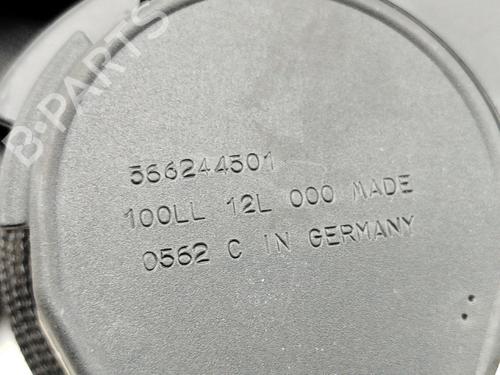 B-PARTS
566244501
100LL 12L 000 MADE
0562 C IN GERMANY